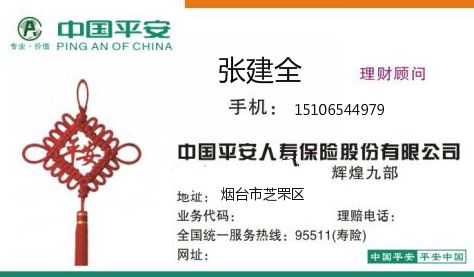 中国平安
PING AN OF CHINA
专业·价值
张建全 理财顾问
手机： 15106544979
平安
中国平安人寿保险股份有限公司
辉煌九部
地址： 烟台市芝罘区
业务代码： 理赔电话：
全国统一服务热线：95511(寿险)
网址：
中国平安 平安中国